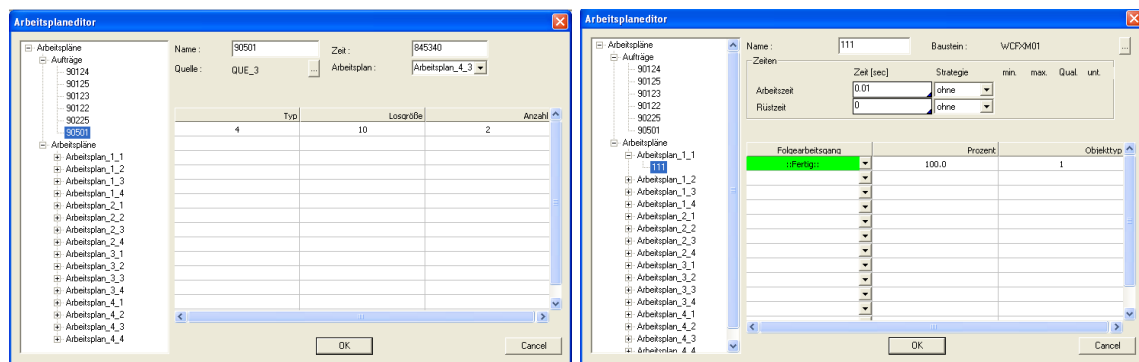 Arbeitsplaneditor
Arbeitspläne
Aufträge
90124
90125
90123
90122
90225
90501
Arbeitspläne
Arbeitsplan_1_1
Arbeitsplan_1_2
Arbeitsplan_1_3
Arbeitsplan_1_4
Arbeitsplan_2_1
Arbeitsplan_2_2
Arbeitsplan_2_3
Arbeitsplan_2_4
Arbeitsplan_3_1
Arbeitsplan_3_2
Arbeitsplan_3_3
Arbeitsplan_3_4
Arbeitsplan_4_1
Arbeitsplan_4_2
Arbeitsplan_4_3
Arbeitsplan_4_4
Name : 90501 Zeit : 845340
Quelle : QUE_3 ... Arbeitsplan : Arbeitsplan_4_3
Typ Losgröße Anzahl
4 10 2
OK Cancel
Arbeitsplaneditor
Arbeitspläne
Aufträge
90124
90125
90123
90122
90225
90501
Arbeitspläne
Arbeitsplan_1_1
111
Arbeitsplan_1_2
Arbeitsplan_1_3
Arbeitsplan_1_4
Arbeitsplan_2_1
Arbeitsplan_2_2
Arbeitsplan_2_3
Arbeitsplan_2_4
Arbeitsplan_3_1
Arbeitsplan_3_2
Arbeitsplan_3_3
Arbeitsplan_3_4
Arbeitsplan_4_1
Arbeitsplan_4_2
Arbeitsplan_4_3
Arbeitsplan_4_4
Name : 111 Baustein : WCFXM01 ...
Zeiten
Zeit [sec] Strategie min. max. Qual. unt.
Arbeitszeit 0.01 ohne
Rüstzeit 0 ohne
Folgearbeitsgang Prozent Objekttyp
::Fertig:: 100.0 1
OK Cancel